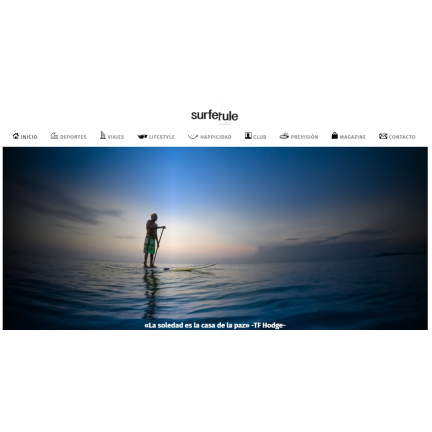 surferrule
INICIO DEPORTES VIAJES LIFESTYLE HAPPICIDAD CLUB PREVISIÓN MAGAZINE CONTACTO
«La soledad es la casa de la paz» -TF Hodge-